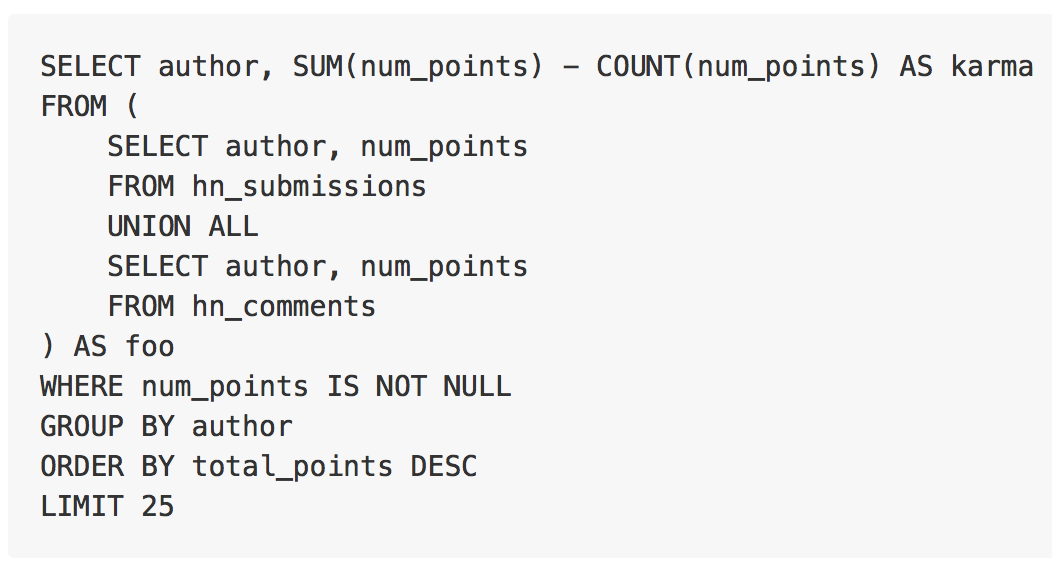 SELECT author, SUM(num_points) – COUNT(num_points) AS karma
FROM (
SELECT author, num_points
FROM hn_submissions
UNION ALL
SELECT author, num_points
FROM hn_comments
) AS foo
WHERE num_points IS NOT NULL
GROUP BY author
ORDER BY total_points DESC
LIMIT 25